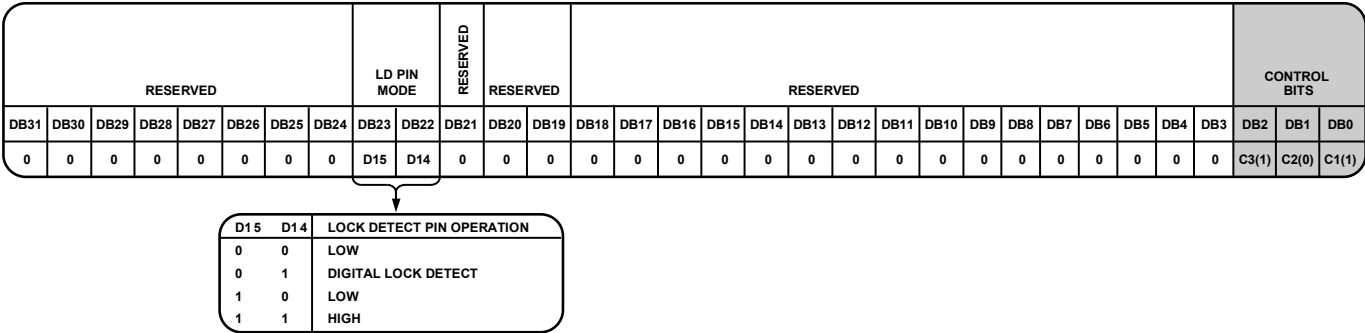 RESERVED LD PIN MODE RESERVED RESERVED RESERVED CONTROL BITS
DB31 DB30 DB29 DB28 DB27 DB26 DB25 DB24 DB23 DB22 DB21 DB20 DB19 DB18 DB17 DB16 DB15 DB14 DB13 DB12 DB11 DB10 DB9 DB8 DB7 DB6 DB5 DB4 DB3 DB2 DB1 DB0
0 0 0 0 0 0 0 0 D15 D14 0 0 0 0 0 0 0 0 0 0 0 0 0 0 0 0 0 0 0 C3(1) C2(0) C1(1)
D15 D14 LOCK DETECT PIN OPERATION
0 0 LOW
0 1 DIGITAL LOCK DETECT
1 0 LOW
1 1 HIGH